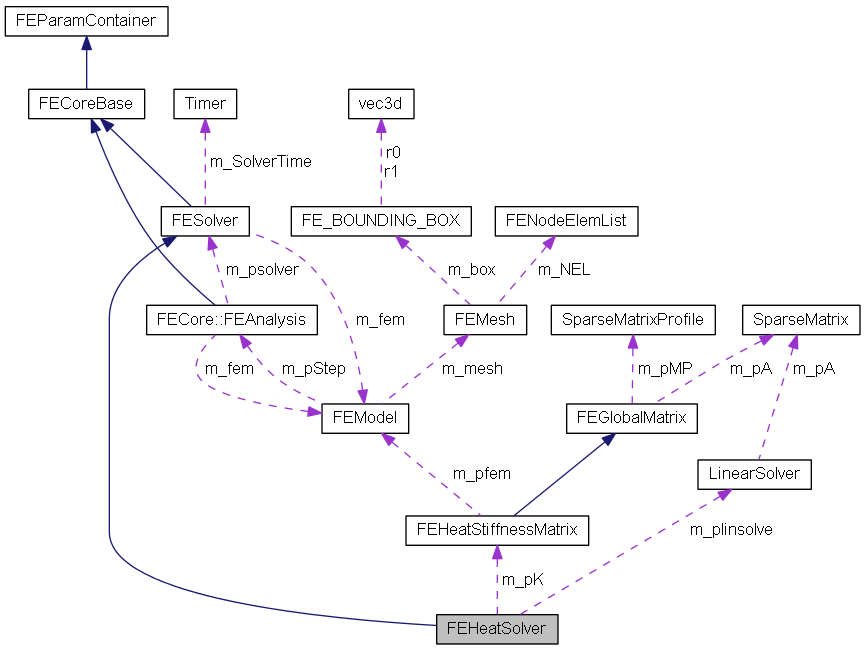 FEParamContainer
FECoreBase
Timer
vec3d
m_SolverTime
r0
r1
FESolver
FE_BOUNDING_BOX
FENodeElemList
m_psolver
m_box
m_NEL
FECore::FEAnalysis
m_fem
FEMesh
SparseMatrixProfile
SparseMatrix
m_fem
m_pStep
m_mesh
m_pMP
m_pA
m_pA
FEModel
FEGlobalMatrix
m_pfem
LinearSolver
FEHeatStiffnessMatrix
m_plinsolve
m_pK
FEHeatSolver